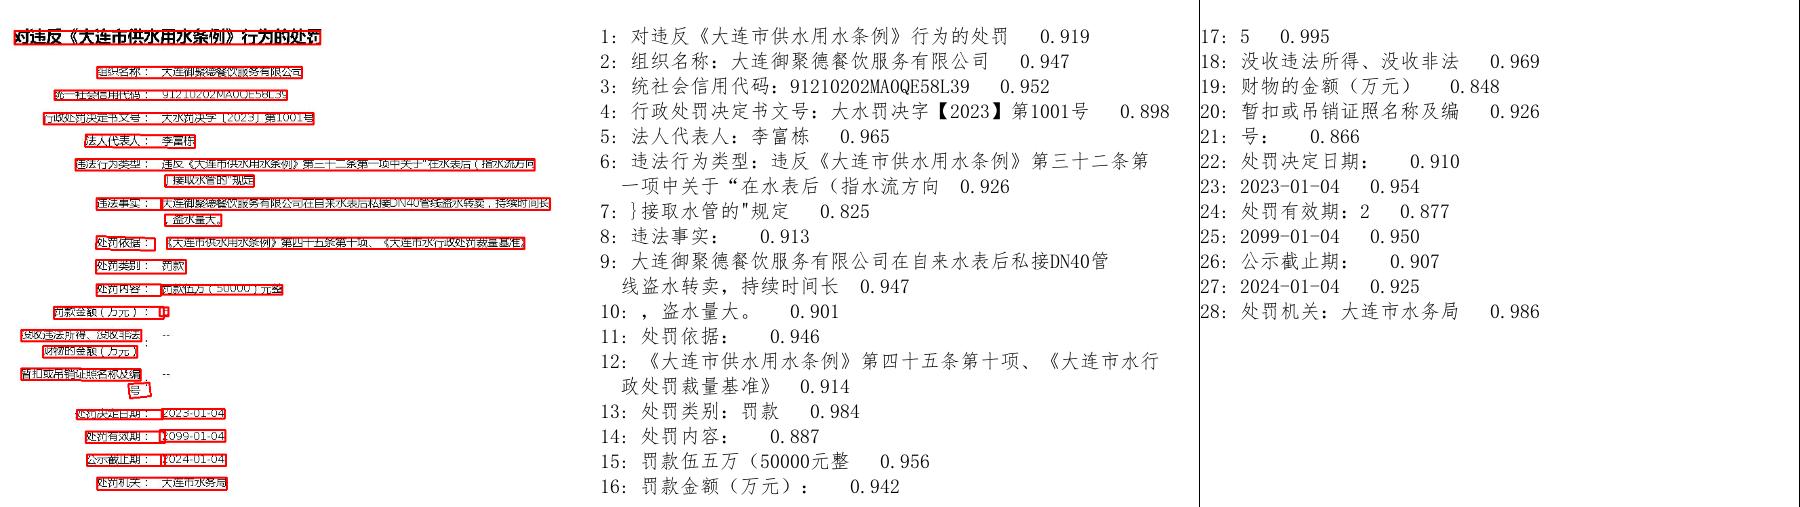 对违反《大连市供水用水条例》行为的处罚
组织名称： 大连御聚德餐饮服务有限公司
统一社会信用代码： 91210202MA0QE58L39
行政处罚决定书文号： 大水罚决字【2023】第1001号
法人代表人： 李富栋
违法行为类型： 违反《大连市供水用水条例》第三十二条第一项中关于“在水表后（指水流方向
）接取水管的"规定
违法事实： 大连御聚德餐饮服务有限公司在自来水表后私接DN40管线盗水转卖，持续时间长
，盗水量大。
处罚依据： 《大连市供水用水条例》第四十五条第十项、《大连市水行政处罚裁量基准》
处罚类别： 罚款
处罚内容： 罚款伍万（50000）元整
罚款金额（万元）： 5
没收违法所得、没收非法
财物的金额（万元） ： --
暂扣或吊销证照名称及编
号 ： --
处罚决定日期： 2023-01-04
处罚有效期： 2099-01-04
公示截止期： 2024-01-04
处罚机关： 大连市水务局
1: 对违反《大连市供水用水条例》行为的处罚 0.919
2: 组织名称: 大连御聚德餐饮服务有限公司 0.947
3: 统社会信用代码: 91210202MA0QE58L39 0.952
4: 行政处罚决定书文号: 大水罚决字【2023】第1001号 0.898
5: 法人代表人: 李富栋 0.965
6: 违法行为类型: 违反《大连市供水用水条例》第三十二条第
一项中关于“在水表后（指水流方向 0.926
7: }接取水管的"规定 0.825
8: 违法事实: 0.913
9: 大连御聚德餐饮服务有限公司在自来水表后私接DN40管
线盗水转卖，持续时间长 0.947
10: ，盗水量大。 0.901
11: 处罚依据: 0.946
12: 《大连市供水用水条例》第四十五条第十项、《大连市水行
政处罚裁量基准》 0.914
13: 处罚类别: 罚款 0.984
14: 处罚内容: 0.887
15: 罚款伍五万（50000元整 0.956
16: 罚款金额（万元）: 0.942
17: 5 0.995
18: 没收违法所得、没收非法 0.969
19: 财物的金额（万元） 0.848
20: 暂扣或吊销证照名称及编 0.926
21: 号: 0.866
22: 处罚决定日期: 0.910
23: 2023-01-04 0.954
24: 处罚有效期: 2 0.877
25: 2099-01-04 0.950
26: 公示截止期: 0.907
27: 2024-01-04 0.925
28: 处罚机关: 大连市水务局 0.986